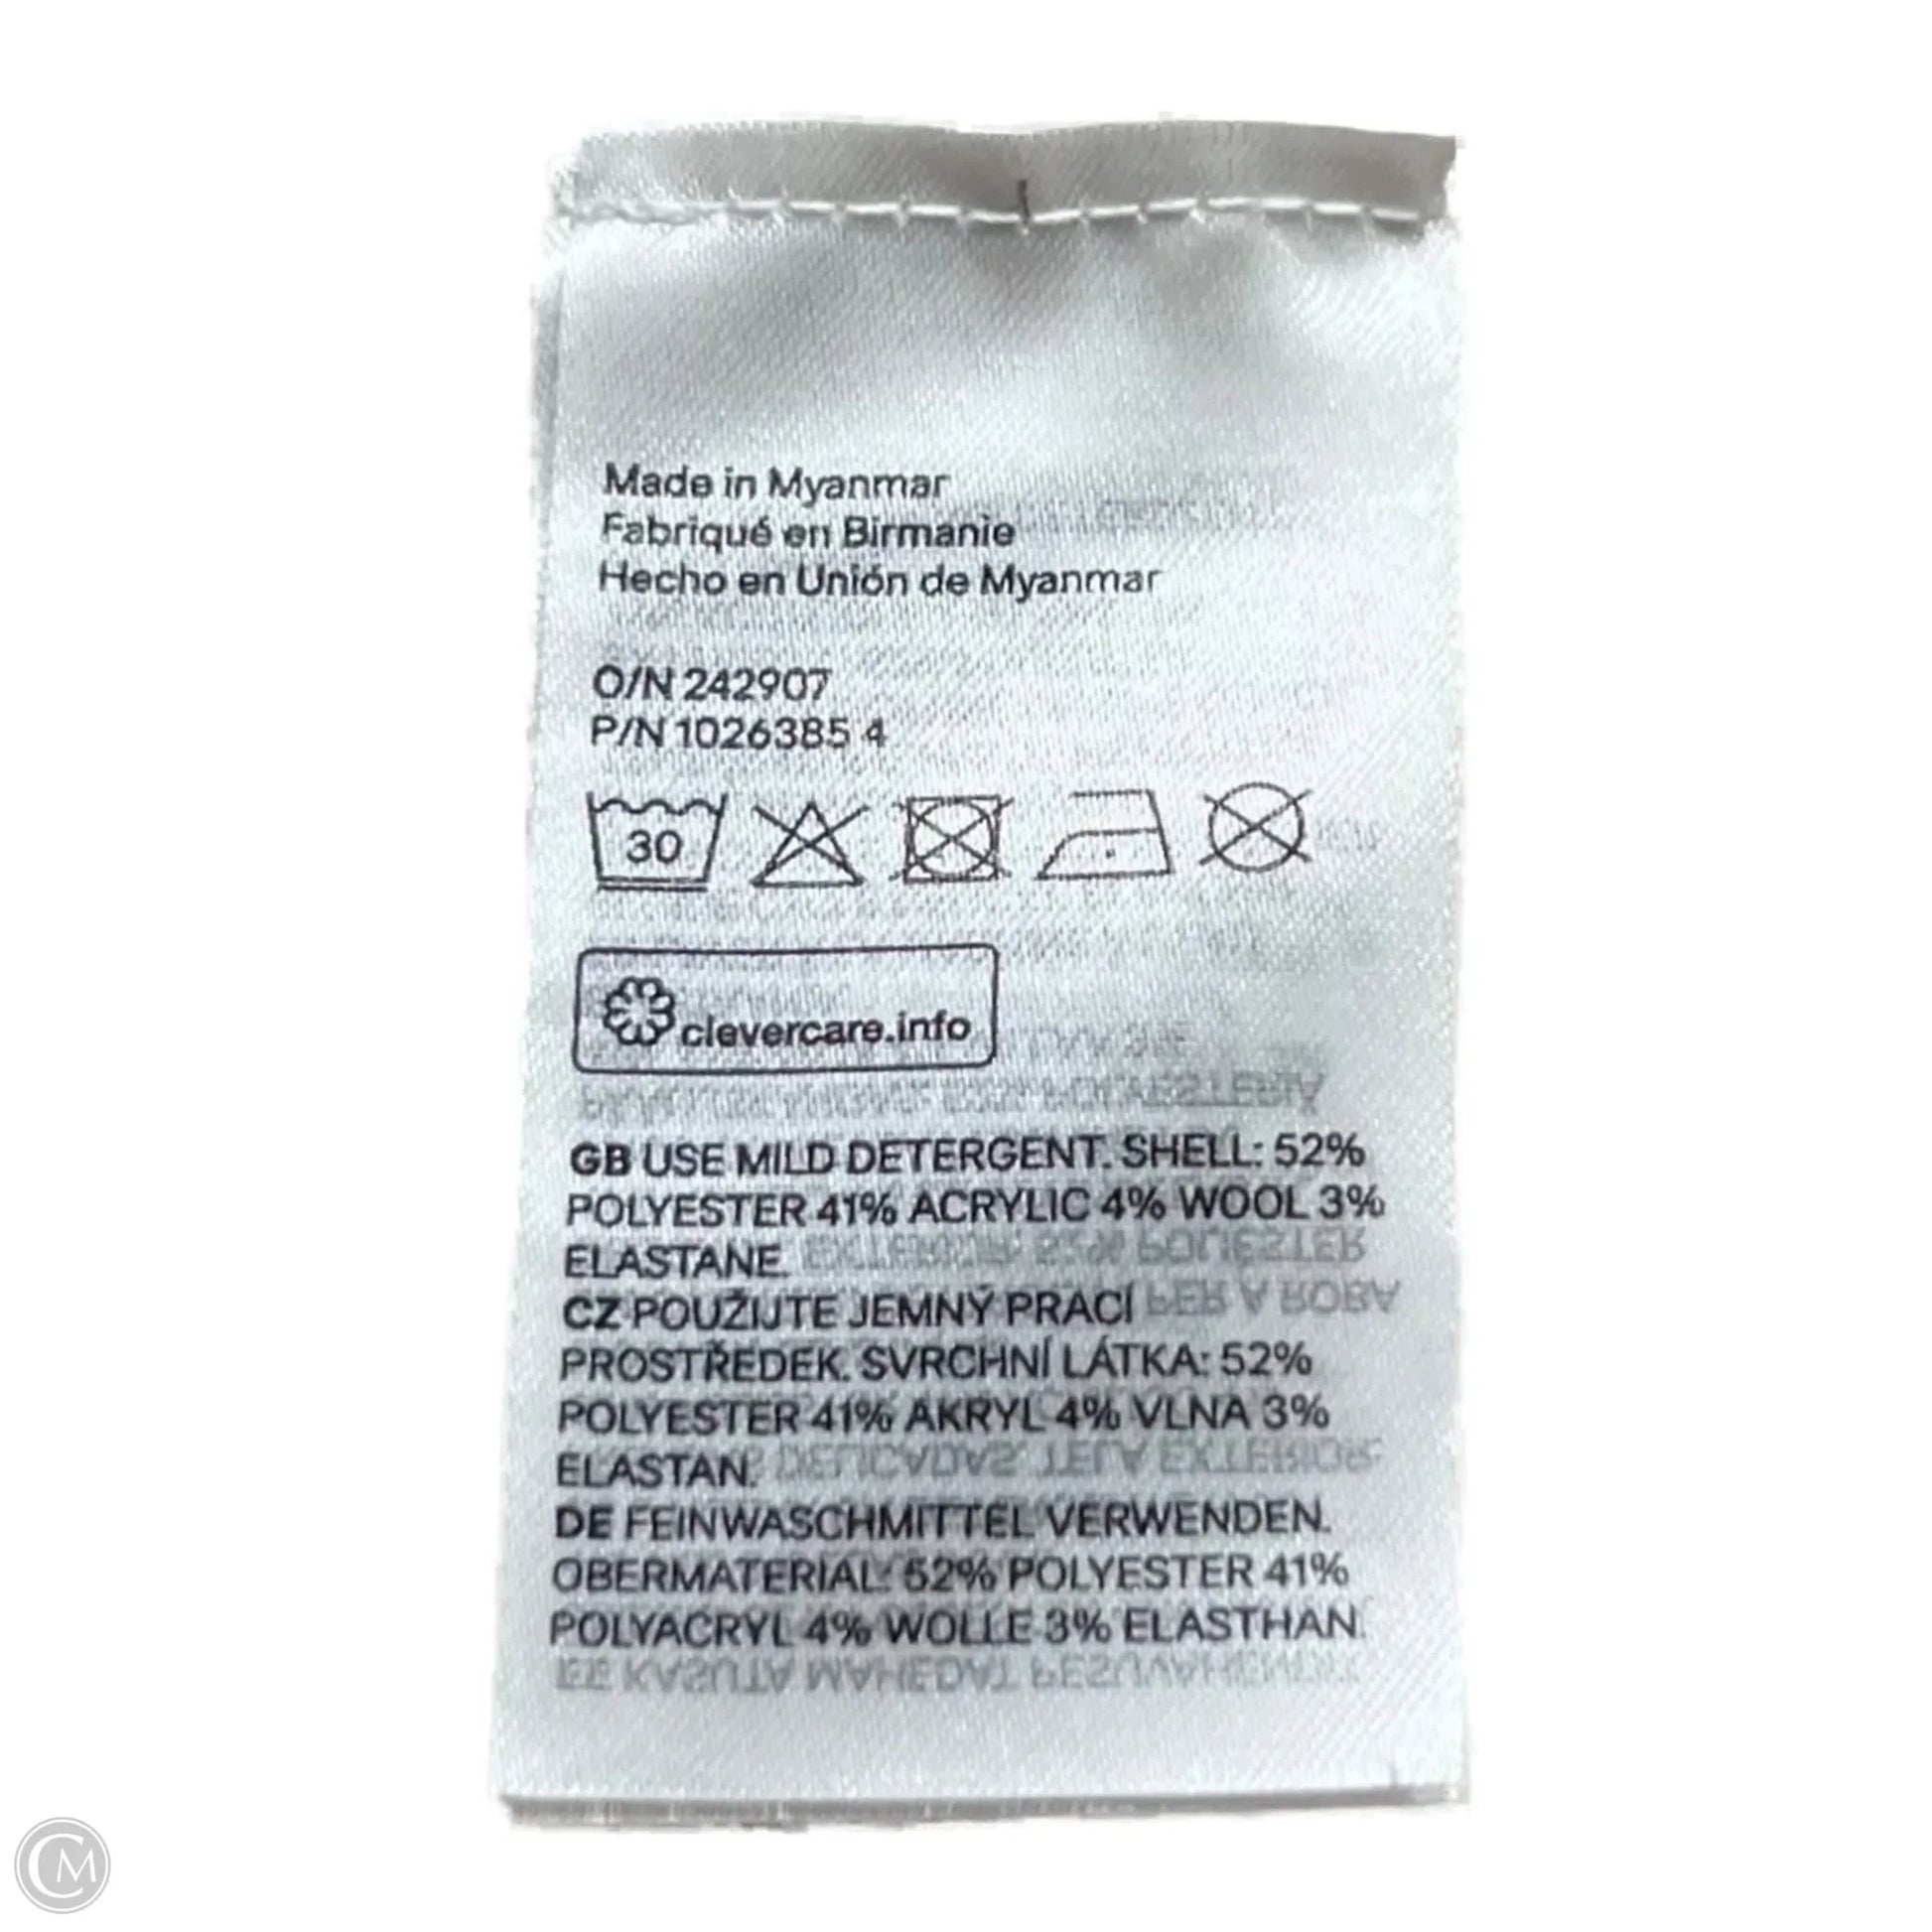 Made in Myanmar
Fabriqué en Birmanie
Hecho en Unión de Myanmar
O/N 242907
P/N 1026385 4
30
clevercare.info
GB USE MILD DETERGENT. SHELL: 52%
POLYESTER 41% ACRYLIC 4% WOOL 3%
ELASTANE.
CZ POUŽIJTE JEMNÝ PRACÍ
PROSTŘEDEK. SVRCHNÍ LÁTKA: 52%
POLYESTER 41% AKRYL 4% VLNA 3%
ELASTAN.
DE FEINWASCHMITTEL VERWENDEN.
OBERMATERIAL: 52% POLYESTER 41%
POLYACRYL 4% WOLLE 3% ELASTHAN.
CM